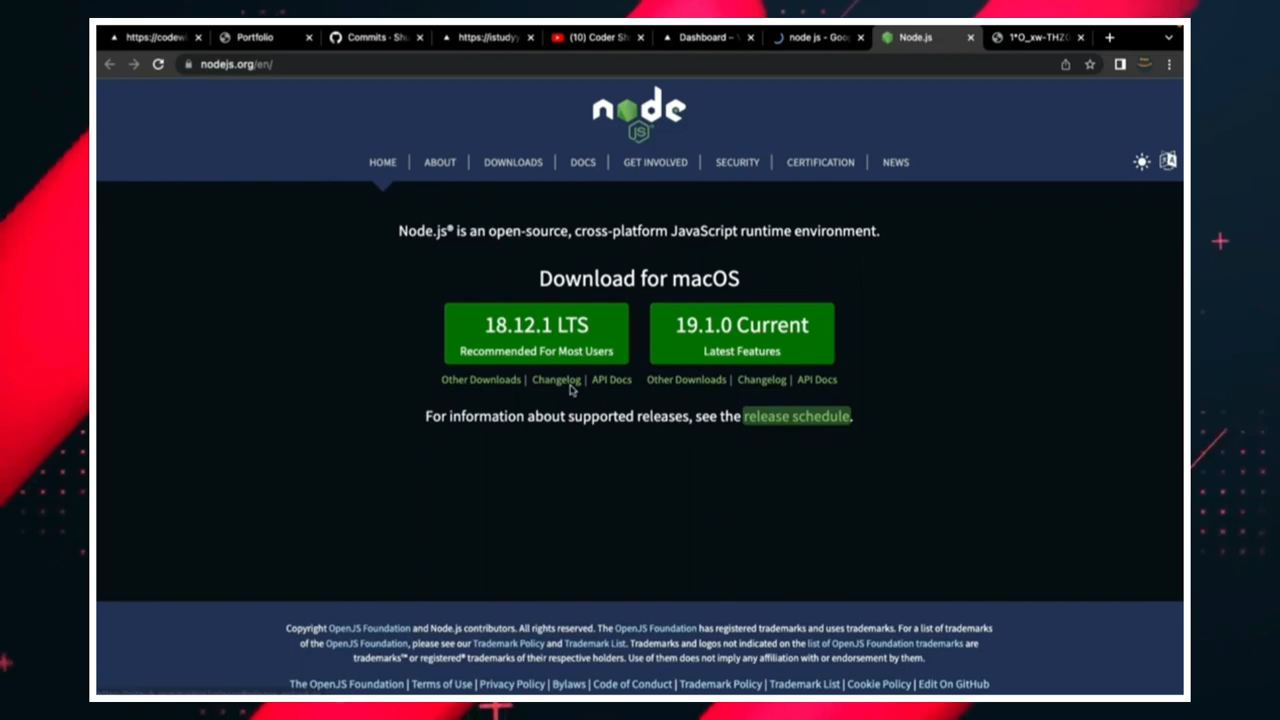 https://codew
Portfolio
Commits · Shu
https://istudyy
(10) Coder Sh
Dashboard – V
node js - Goo
Node.js
1*O_xw-THZG
nodejs.org/en/
node
JS
HOME | ABOUT | DOWNLOADS | DOCS | GET INVOLVED | SECURITY | CERTIFICATION | NEWS
Node.js® is an open-source, cross-platform JavaScript runtime environment.
Download for macOS
18.12.1 LTS
Recommended For Most Users
19.1.0 Current
Latest Features
Other Downloads | Changelog | API Docs
Other Downloads | Changelog | API Docs
For information about supported releases, see the release schedule.
Copyright OpenJS Foundation and Node.js contributors. All rights reserved. The OpenJS Foundation has registered trademarks and uses trademarks. For a list of trademarks
of the OpenJS Foundation, please see our Trademark Policy and Trademark List. Trademarks and logos not indicated on the list of OpenJS Foundation trademarks are
trademarks™ or registered® trademarks of their respective holders. Use of them does not imply any affiliation with or endorsement by them.
The OpenJS Foundation | Terms of Use | Privacy Policy | Bylaws | Code of Conduct | Trademark Policy | Trademark List | Cookie Policy | Edit On GitHub